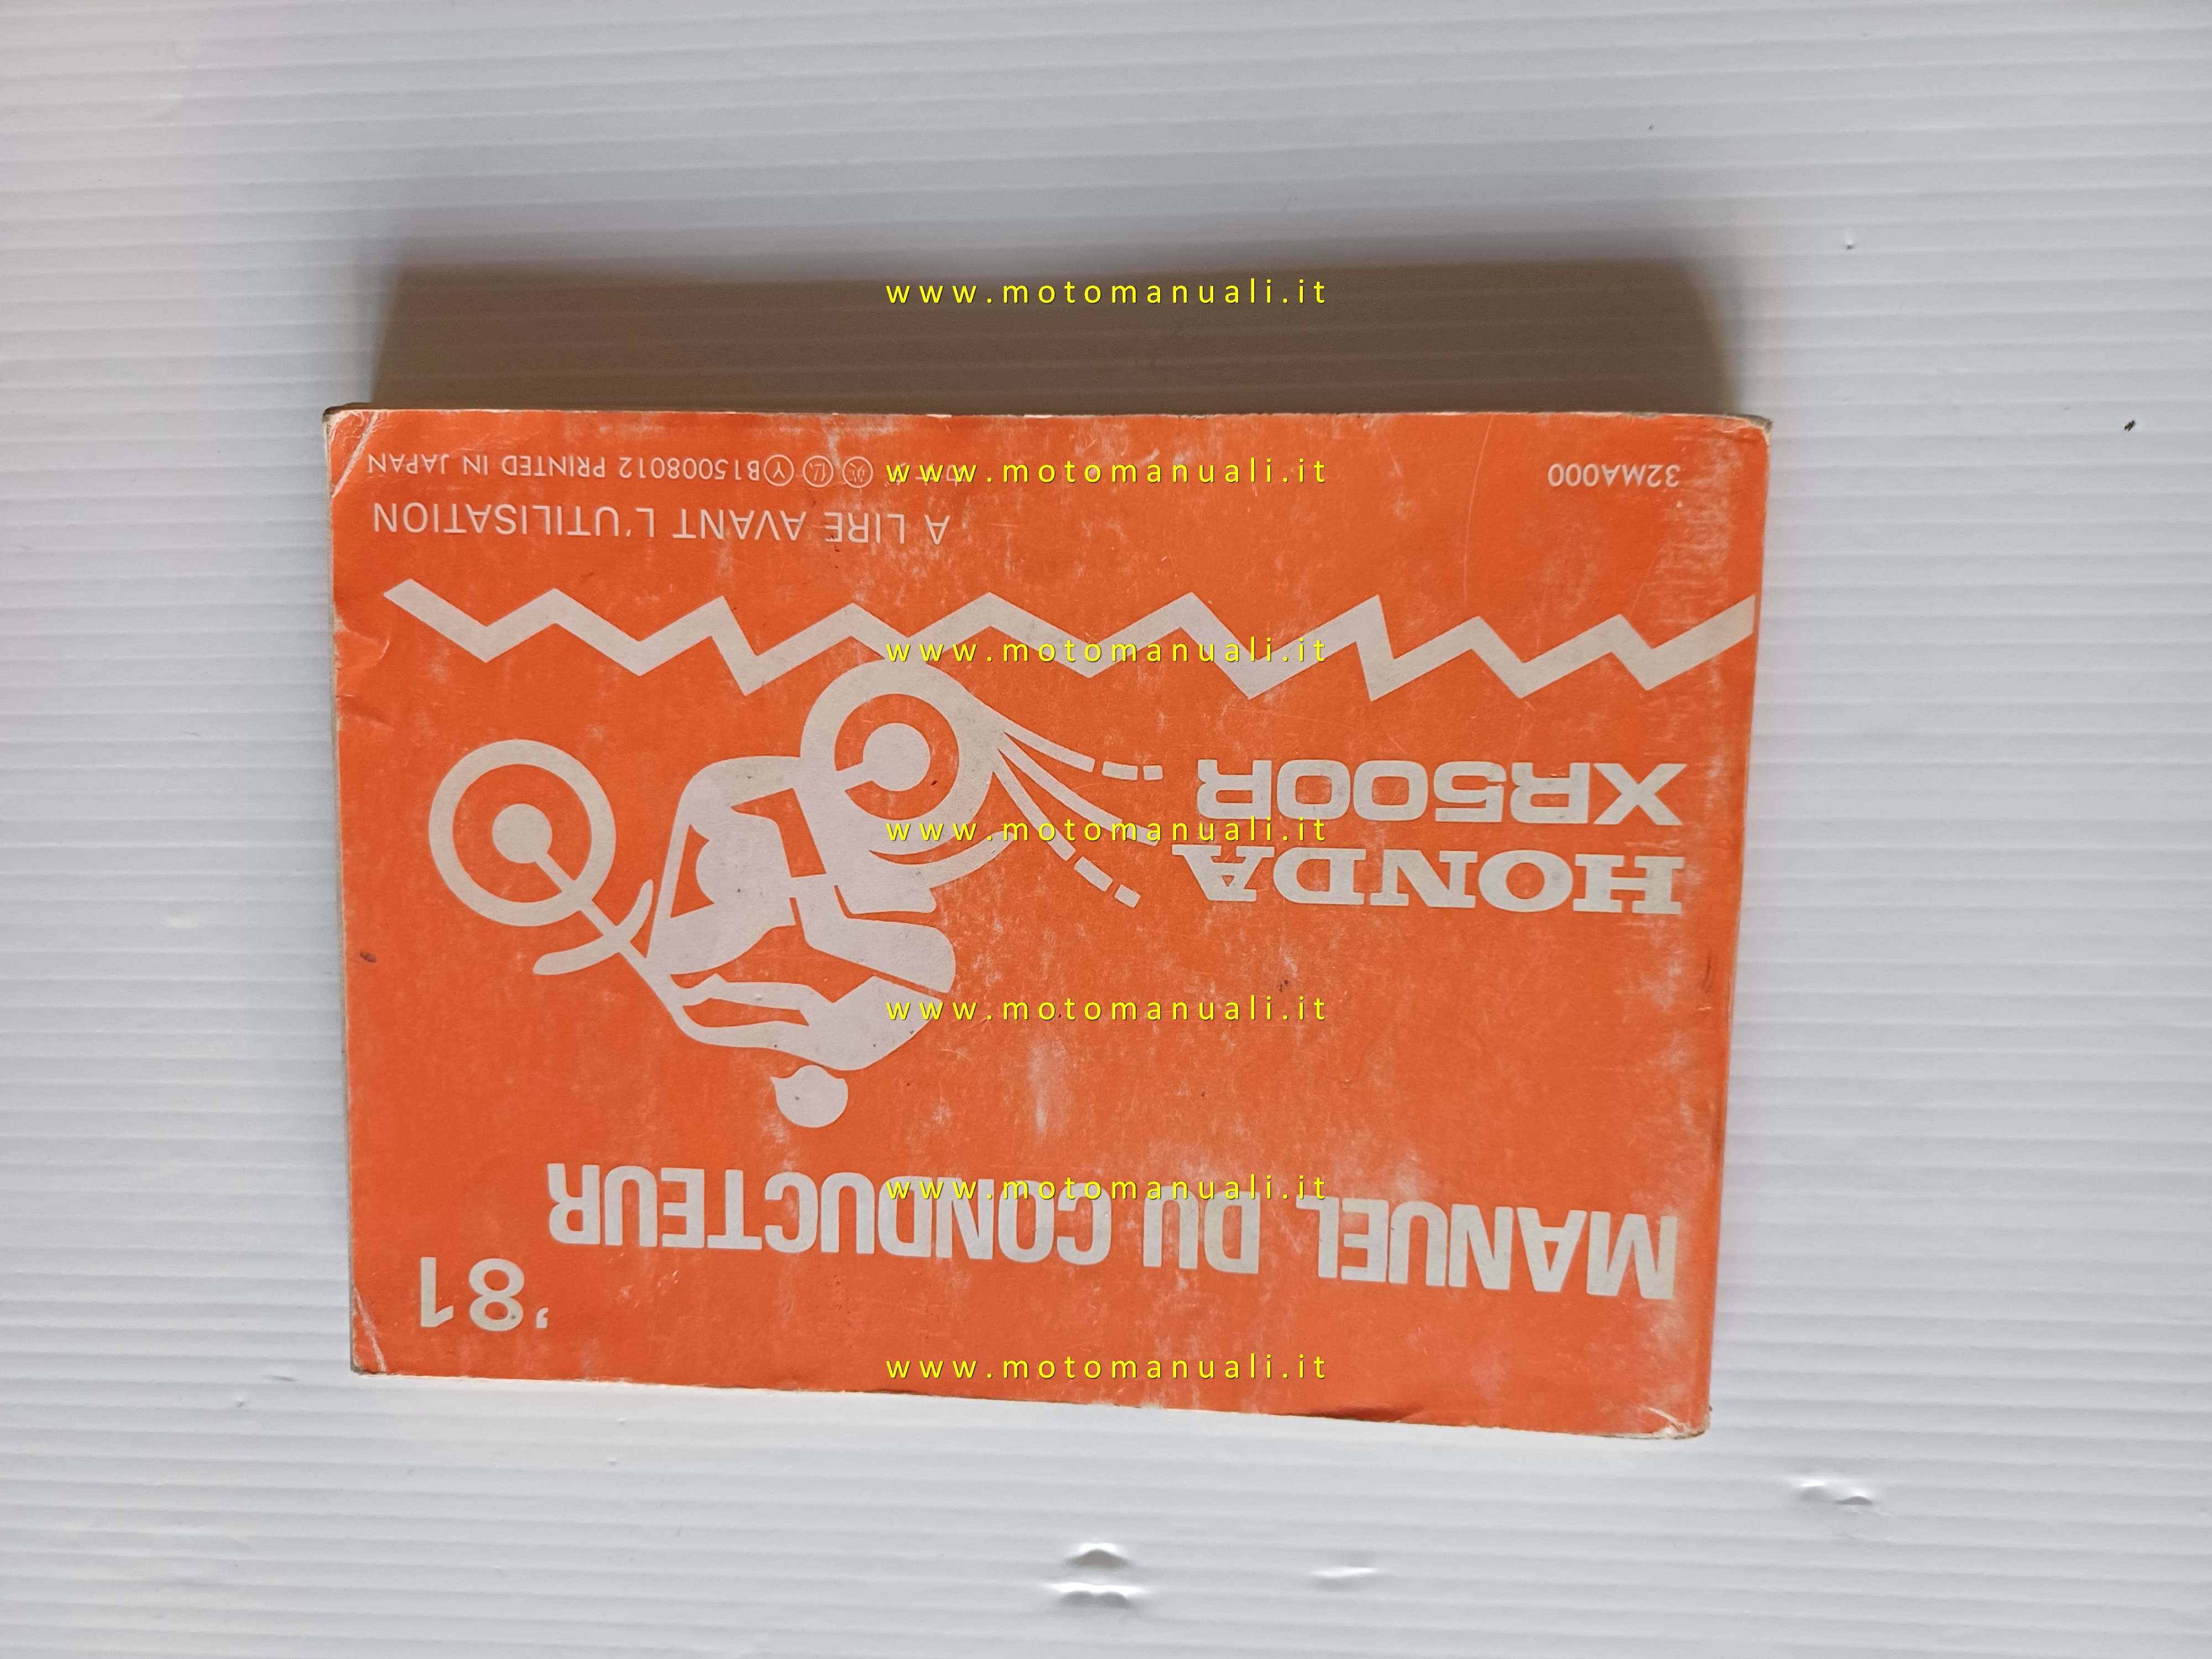 '81
MANUEL DU CONDUCTEUR
HONDA
XR500R
A LIRE AVANT L'UTILISATION
32MA000
B15008012 PRINTED IN JAPAN
www.motomanuali.it
www.motomanuali.it
www.motomanuali.it
www.motomanuali.it
www.motomanuali.it
www.motomanuali.it
www.motomanuali.it